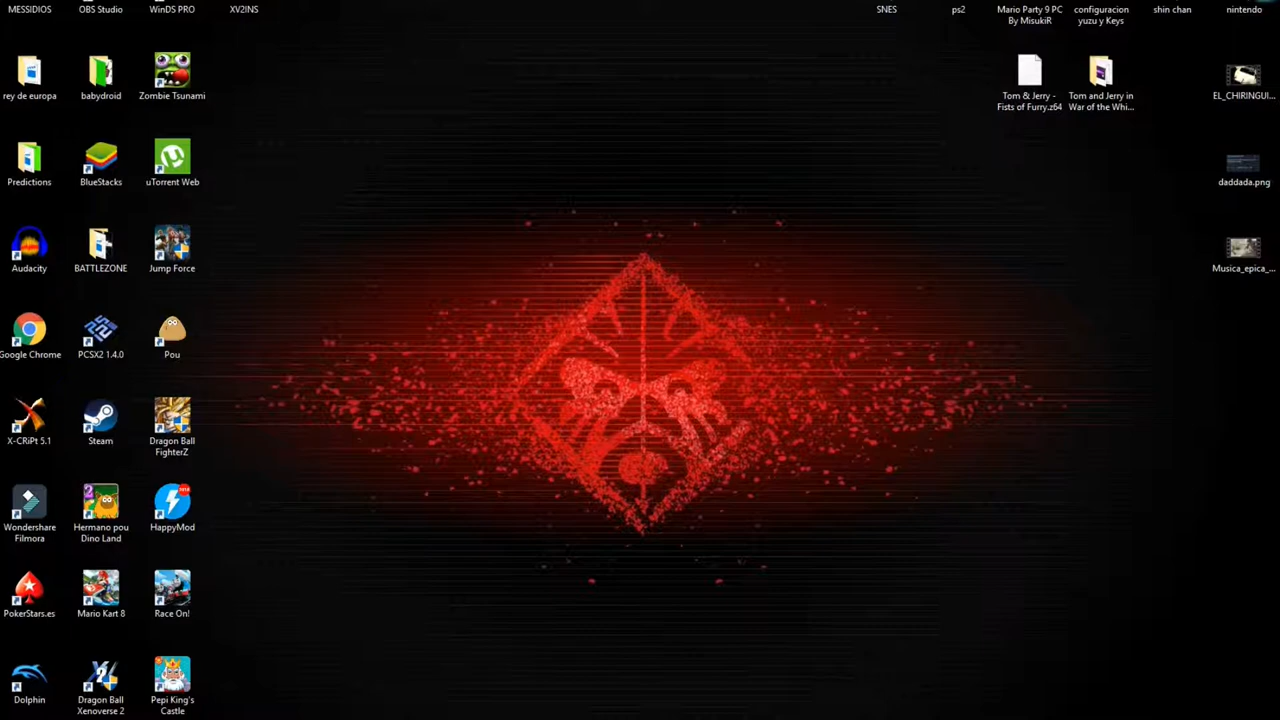 MESSIDIOS
OBS Studio
WinDS PRO
XV2INS
SNES
ps2
Mario Party 9 PC
By MisukiR
configuracion
yuzu y Keys
shin chan
nintendo
rey de europa
babydroid
Zombie Tsunami
Tom & Jerry -
Fists of Furry.z64
Tom and Jerry in
War of the Whi...
EL_CHIRINGUI...
Predictions
BlueStacks
uTorrent Web
daddada.png
Audacity
BATTLEZONE
Jump Force
Musica_epica_...
Google Chrome
PCSX2 1.4.0
Pou
X-CRiPt 5.1
Steam
Dragon Ball
FighterZ
Wondershare
Filmora
Hermano pou
Dino Land
HappyMod
PokerStars.es
Mario Kart 8
Race On!
Dolphin
Dragon Ball
Xenoverse 2
Pepi King's
Castle